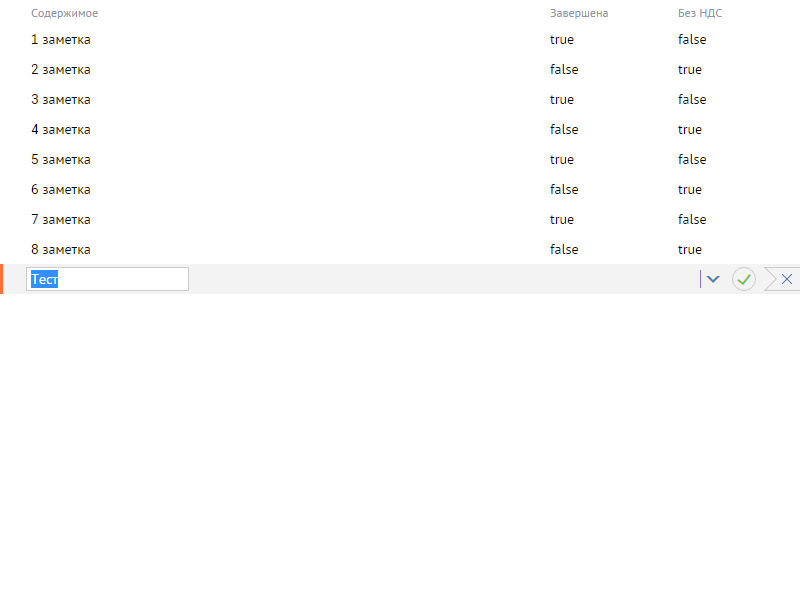 Содержимое Завершена Без НДС
1 заметка true false
2 заметка false true
3 заметка true false
4 заметка false true
5 заметка true false
6 заметка false true
7 заметка true false
8 заметка false true
Тест